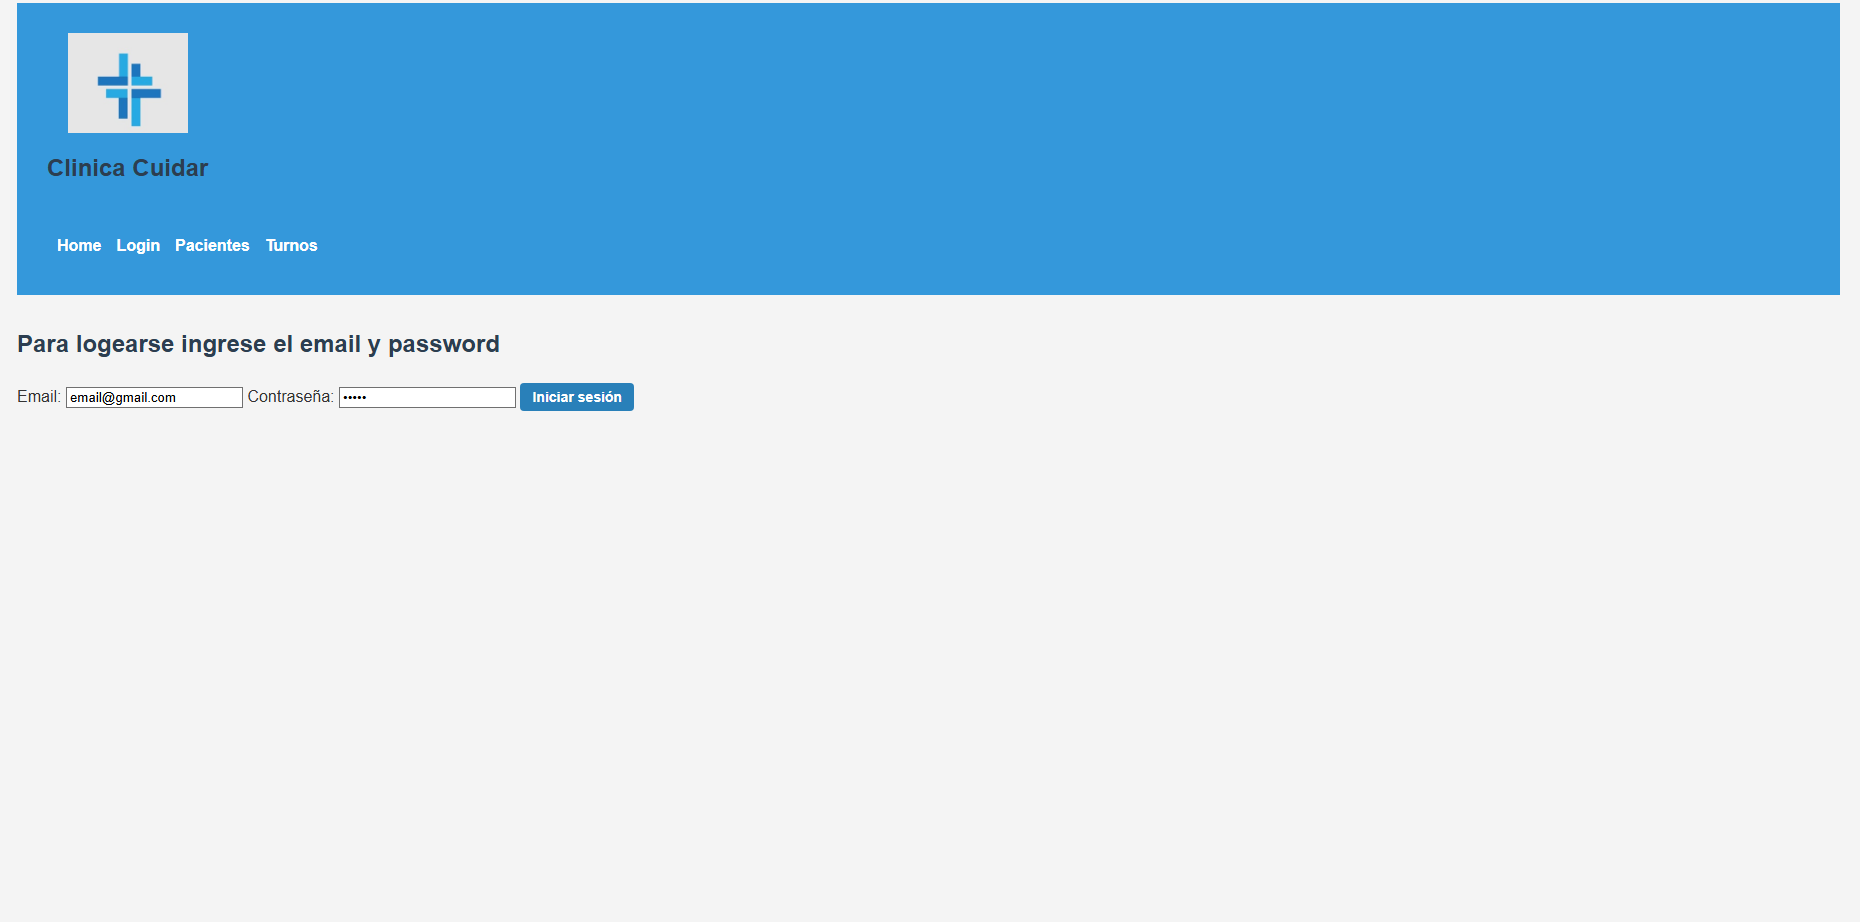 Clinica Cuidar
Home Login Pacientes Turnos
Para logearse ingrese el email y password
Email: email@gmail.com Contraseña: ••••• Iniciar sesión